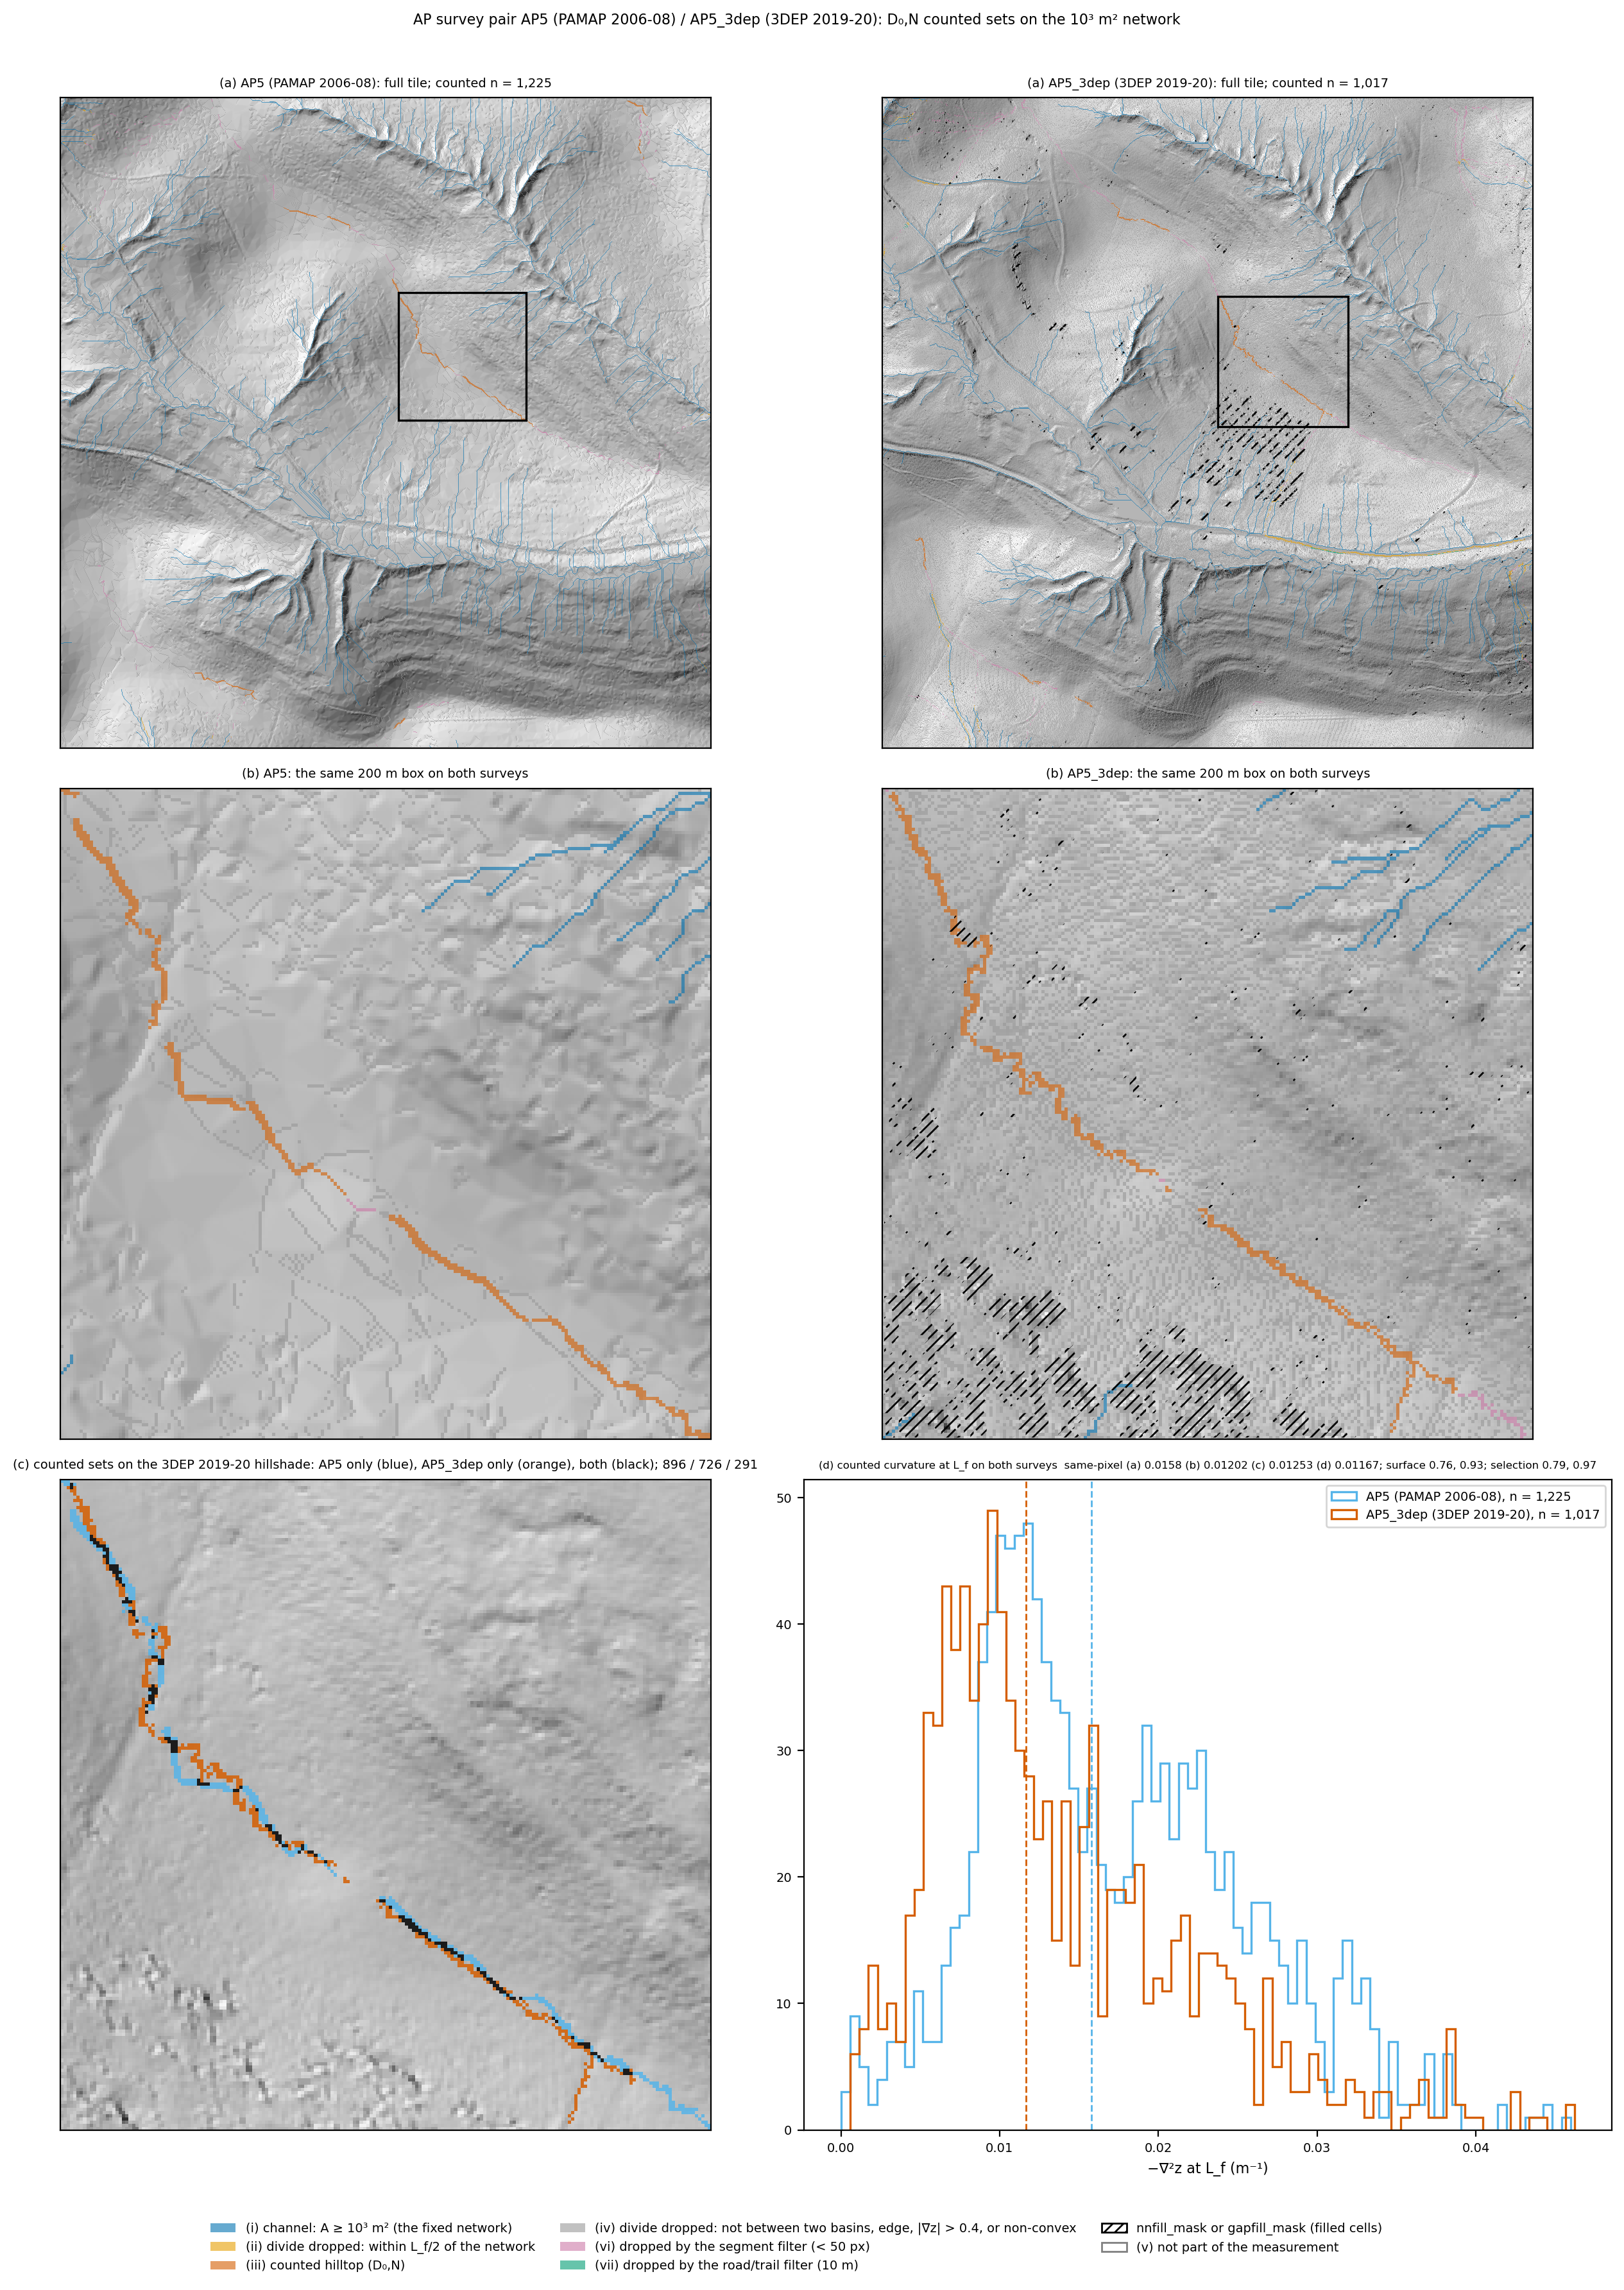 AP survey pair AP5 (PAMAP 2006-08) / AP5_3dep (3DEP 2019-20): D₀,N counted sets on the 10³ m² network
(a) AP5 (PAMAP 2006-08): full tile; counted n = 1,225
(a) AP5_3dep (3DEP 2019-20): full tile; counted n = 1,017
(b) AP5: the same 200 m box on both surveys
(b) AP5_3dep: the same 200 m box on both surveys
(c) counted sets on the 3DEP 2019-20 hillshade: AP5 only (blue), AP5_3dep only (orange), both (black); 896 / 726 / 291
(d) counted curvature at L_f on both surveys  same-pixel (a) 0.0158 (b) 0.01202 (c) 0.01253 (d) 0.01167; surface 0.76, 0.93; selection 0.79, 0.97
AP5 (PAMAP 2006-08), n = 1,225
AP5_3dep (3DEP 2019-20), n = 1,017
50
40
30
20
10
0
0.00
0.01
0.02
0.03
0.04
−∇²z at L_f (m⁻¹)
(i) channel: A ≥ 10³ m² (the fixed network)
(ii) divide dropped: within L_f/2 of the network
(iii) counted hilltop (D₀,N)
(iv) divide dropped: not between two basins, edge, |∇z| > 0.4, or non-convex
(vi) dropped by the segment filter (< 50 px)
(vii) dropped by the road/trail filter (10 m)
nnfill_mask or gapfill_mask (filled cells)
(v) not part of the measurement